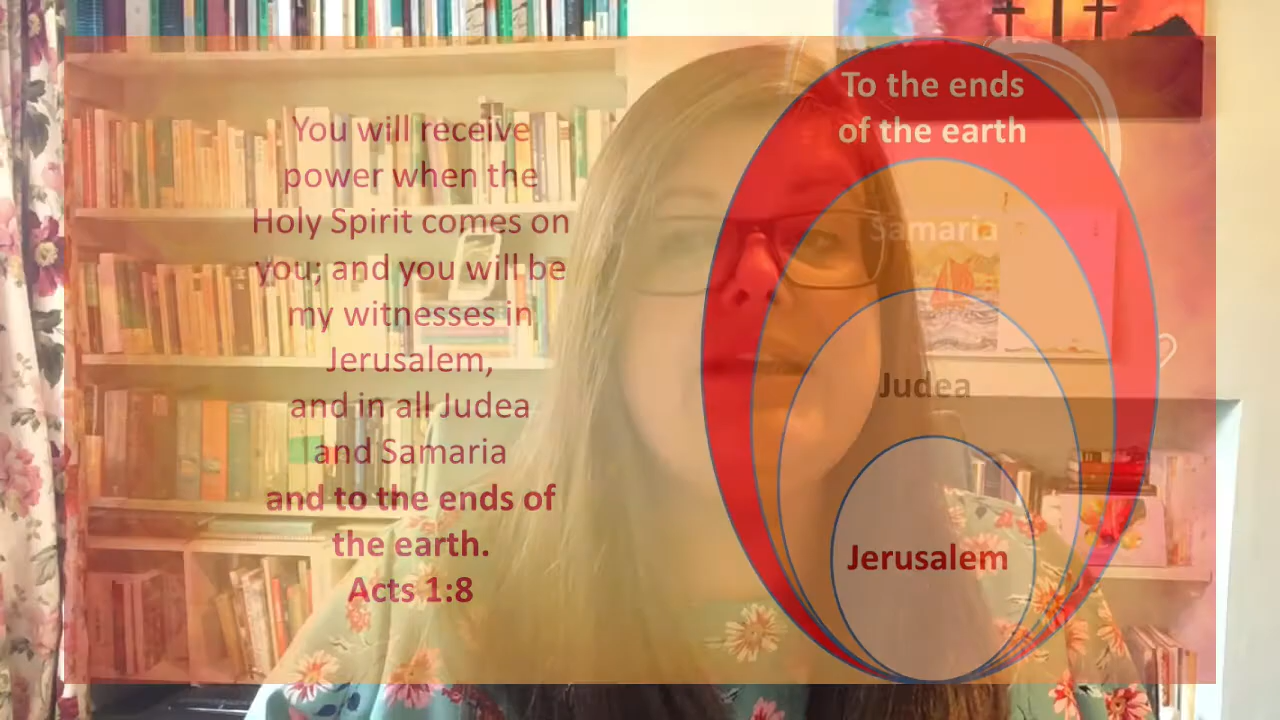 You will receive
power when the
Holy Spirit comes on
you; and you will be
my witnesses in
Jerusalem,
and in all Judea
and Samaria
and to the ends of
the earth.
Acts 1:8
To the ends
of the earth
Samaria
Judea
Jerusalem